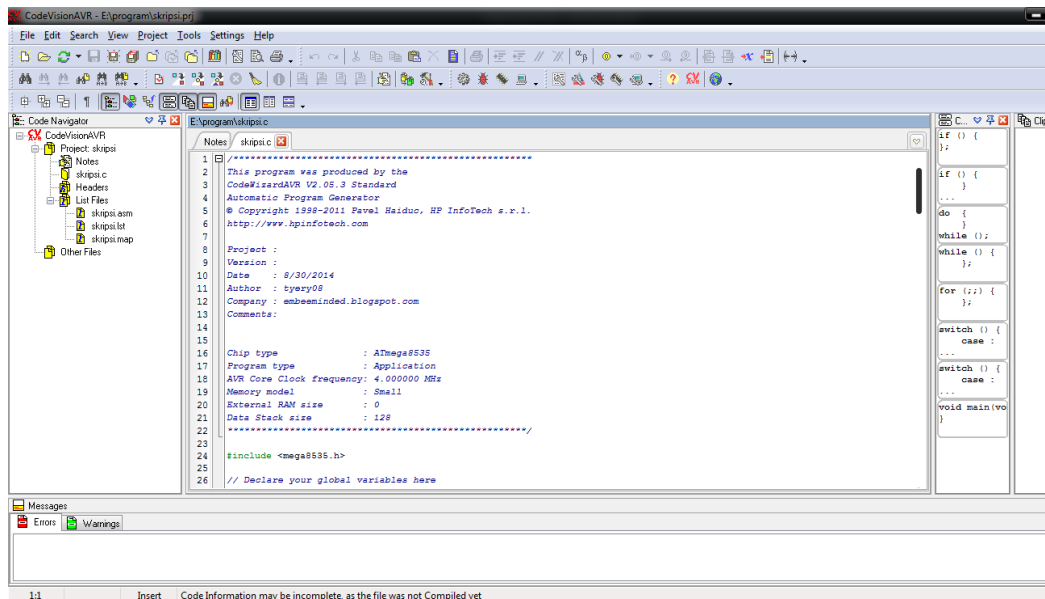 CodeVisionAVR - E:\program\skripsi.prj
File Edit Search View Project Tools Settings Help
Code Navigator
CodeVisionAVR
Project: skripsi
Notes
skripsi.c
Headers
List Files
skripsi.asm
skripsi.lst
skripsi.map
Other Files
E:\program\skripsi.c
Notes skripsi.c
1 /*****************************************************
2 This program was produced by the
3 CodeWizardAVR V2.05.3 Standard
4 Automatic Program Generator
5 © Copyright 1998-2011 Pavel Haiduc, HP InfoTech s.r.l.
6 http://www.hpinfotech.com
7
8 Project :
9 Version :
10 Date : 8/30/2014
11 Author : tyery08
12 Company : embeeminded.blogspot.com
13 Comments:
14
15
16 Chip type : ATmega8535
17 Program type : Application
18 AVR Core Clock frequency: 4.000000 MHz
19 Memory model : Small
20 External RAM size : 0
21 Data Stack size : 128
22 *****************************************************/
23
24 #include <mega8535.h>
25
26 // Declare your global variables here
C...
if () {
};
if () {
}
...
do {
}
while ();
while () {
};
for (;;) {
};
switch () {
case :
...
switch () {
case :
...
void main(vo
}
Clip
Messages
Errors Warnings
1:1 Insert Code Information may be incomplete, as the file was not Compiled yet